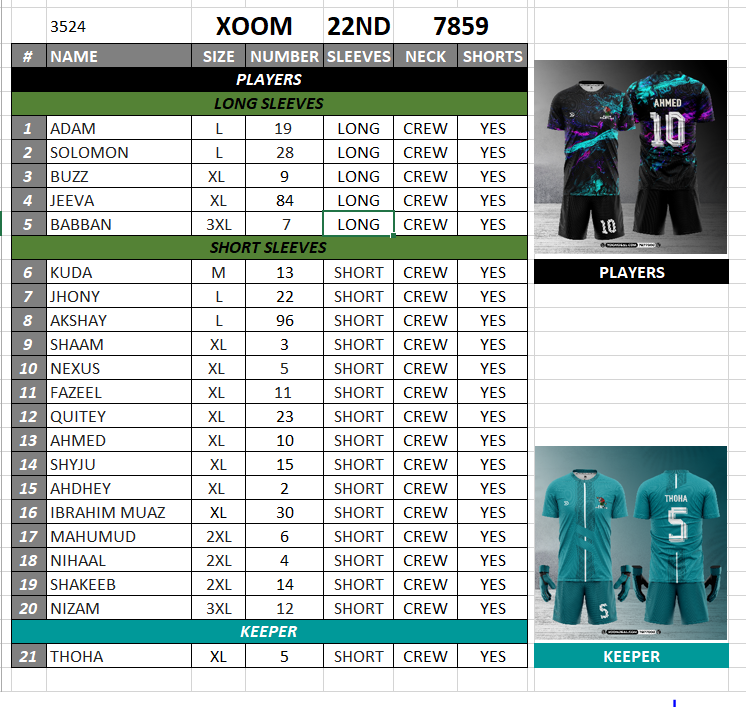 3524 XOOM 22ND 7859
# NAME SIZE NUMBER SLEEVES NECK SHORTS
PLAYERS
LONG SLEEVES
1 ADAM L 19 LONG CREW YES
2 SOLOMON L 28 LONG CREW YES
3 BUZZ XL 9 LONG CREW YES
4 JEEVA XL 84 LONG CREW YES
5 BABBAN 3XL 7 LONG CREW YES
SHORT SLEEVES
6 KUDA M 13 SHORT CREW YES
7 JHONY L 22 SHORT CREW YES
8 AKSHAY L 96 SHORT CREW YES
9 SHAAM XL 3 SHORT CREW YES
10 NEXUS XL 5 SHORT CREW YES
11 FAZEEL XL 11 SHORT CREW YES
12 QUITEY XL 23 SHORT CREW YES
13 AHMED XL 10 SHORT CREW YES
14 SHYJU XL 15 SHORT CREW YES
15 AHDHEY XL 2 SHORT CREW YES
16 IBRAHIM MUAZ XL 30 SHORT CREW YES
17 MAHUMUD 2XL 6 SHORT CREW YES
18 NIHAAL 2XL 4 SHORT CREW YES
19 SHAKEEB 2XL 14 SHORT CREW YES
20 NIZAM 3XL 12 SHORT CREW YES
KEEPER
21 THOHA XL 5 SHORT CREW YES
AHMED
10
10
PLAYERS
THOHA
5
5
KEEPER